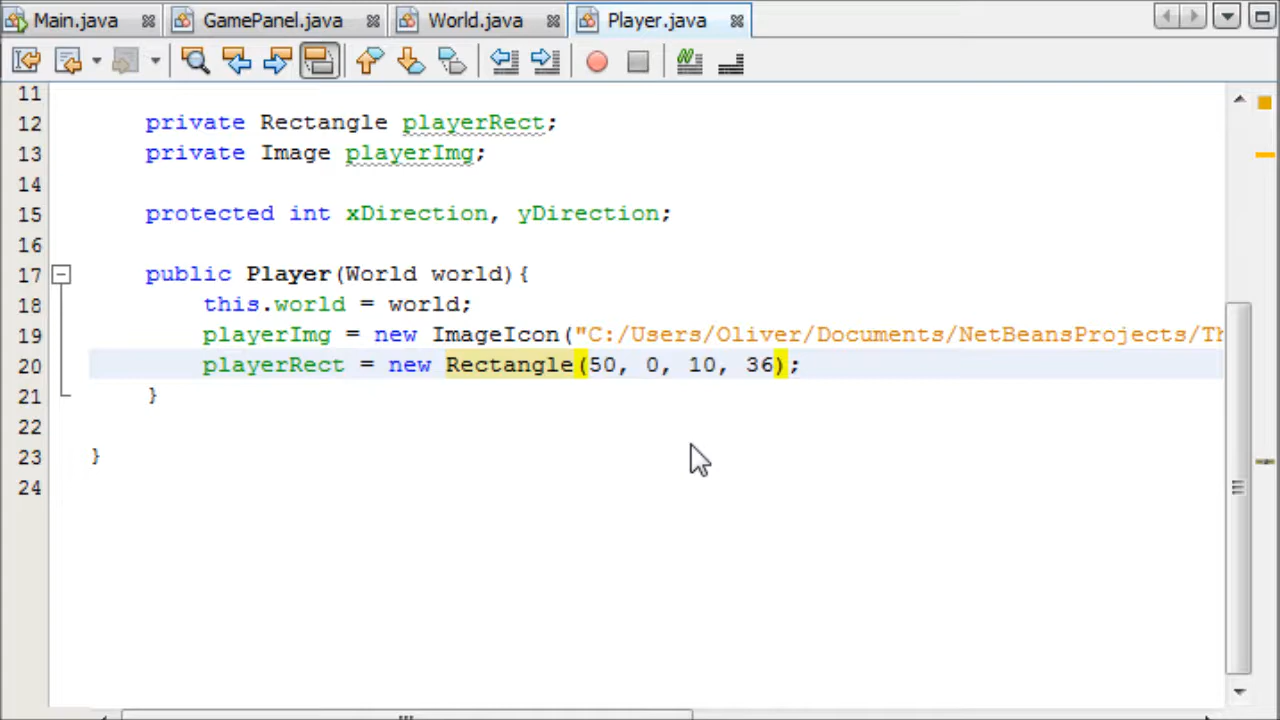 Main.java GamePanel.java World.java Player.java
11
12 private Rectangle playerRect;
13 private Image playerImg;
14
15 protected int xDirection, yDirection;
16
17 public Player(World world){
18 this.world = world;
19 playerImg = new ImageIcon("C:/Users/Oliver/Documents/NetBeansProjects/Th
20 playerRect = new Rectangle(50, 0, 10, 36);
21 }
22
23 }
24